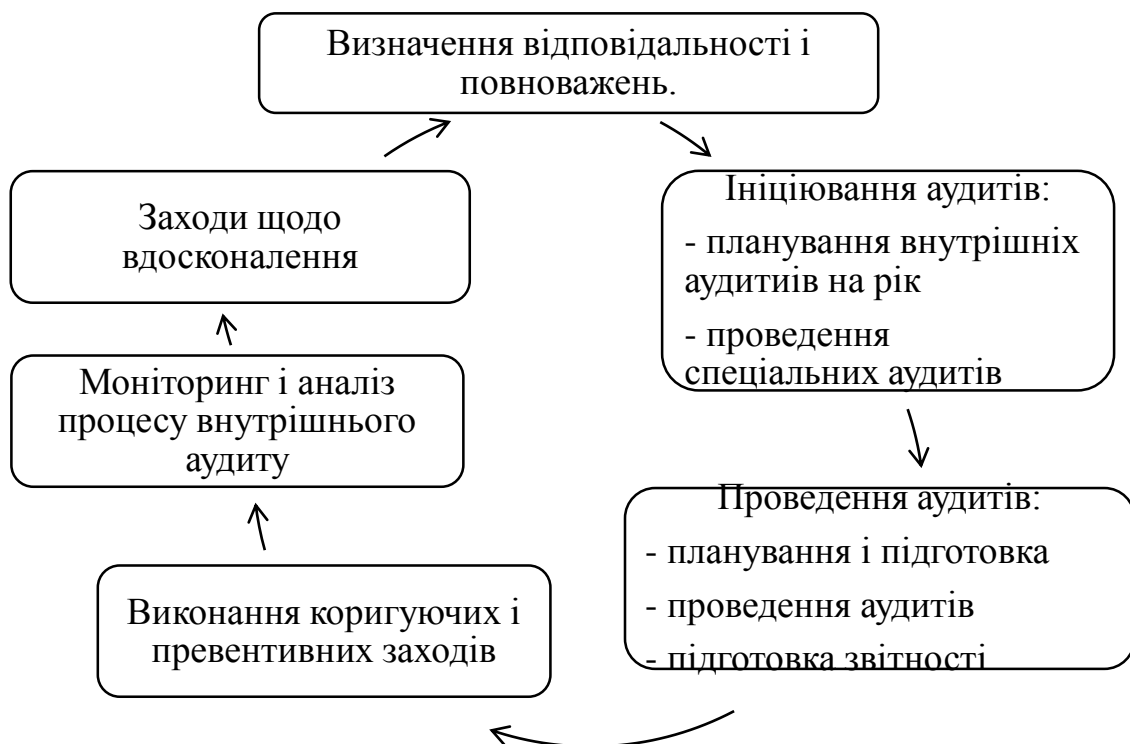 Визначення відповідальності і
повноважень.
Ініціювання аудитів:
- планування внутрішніх
аудитиів на рік
- проведення
спеціальних аудитів
Проведення аудитів:
- планування і підготовка
- проведення аудитів
- підготовка звітності
Виконання коригуючих і
превентивних заходів
Моніторинг і аналіз
процесу внутрішнього
аудиту
Заходи щодо
вдосконалення